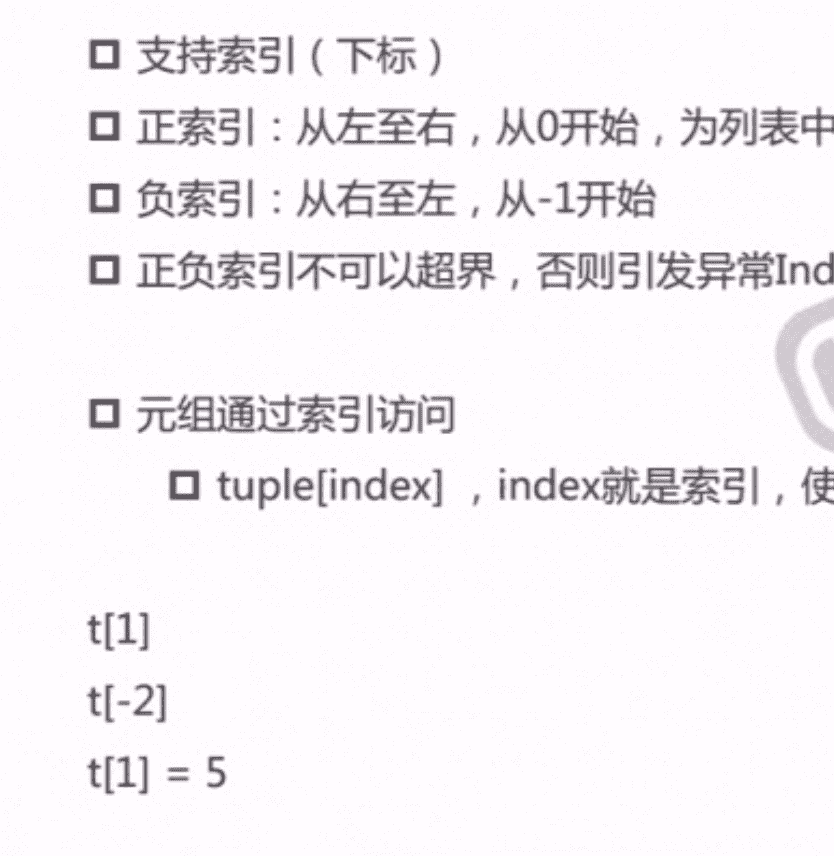 支持索引（下标）
正索引：从左至右，从0开始，为列表中
负索引：从右至左，从-1开始
正负索引不可以超界，否则引发异常Ind
元组通过索引访问
tuple[index] ，index就是索引，使
t[1]
t[-2]
t[1] = 5